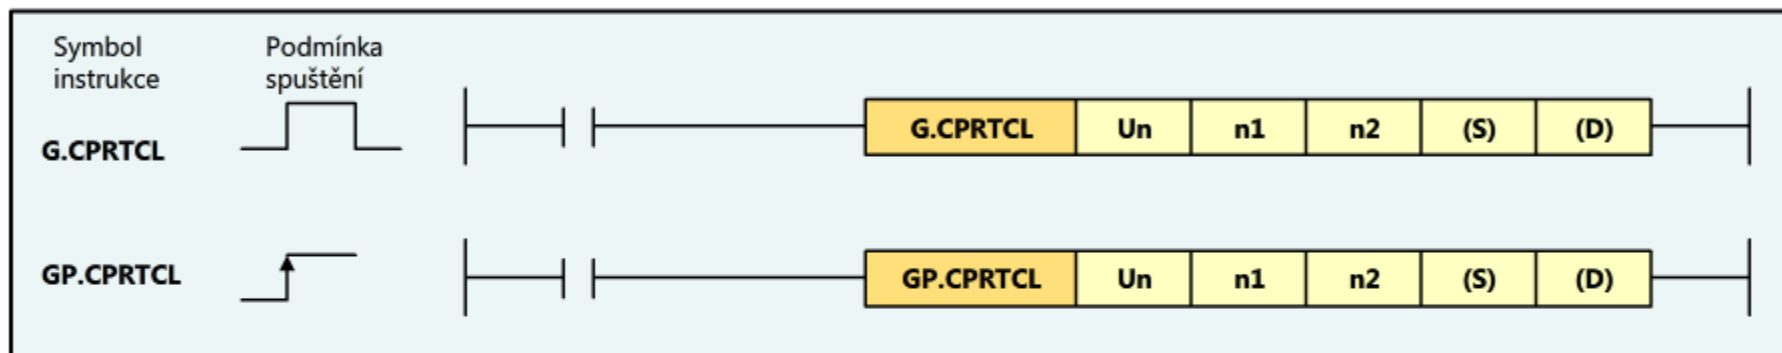 Symbol instrukce
Podmínka spuštění
G.CPRTCL
G.CPRTCL Un n1 n2 (S) (D)
GP.CPRTCL
GP.CPRTCL Un n1 n2 (S) (D)